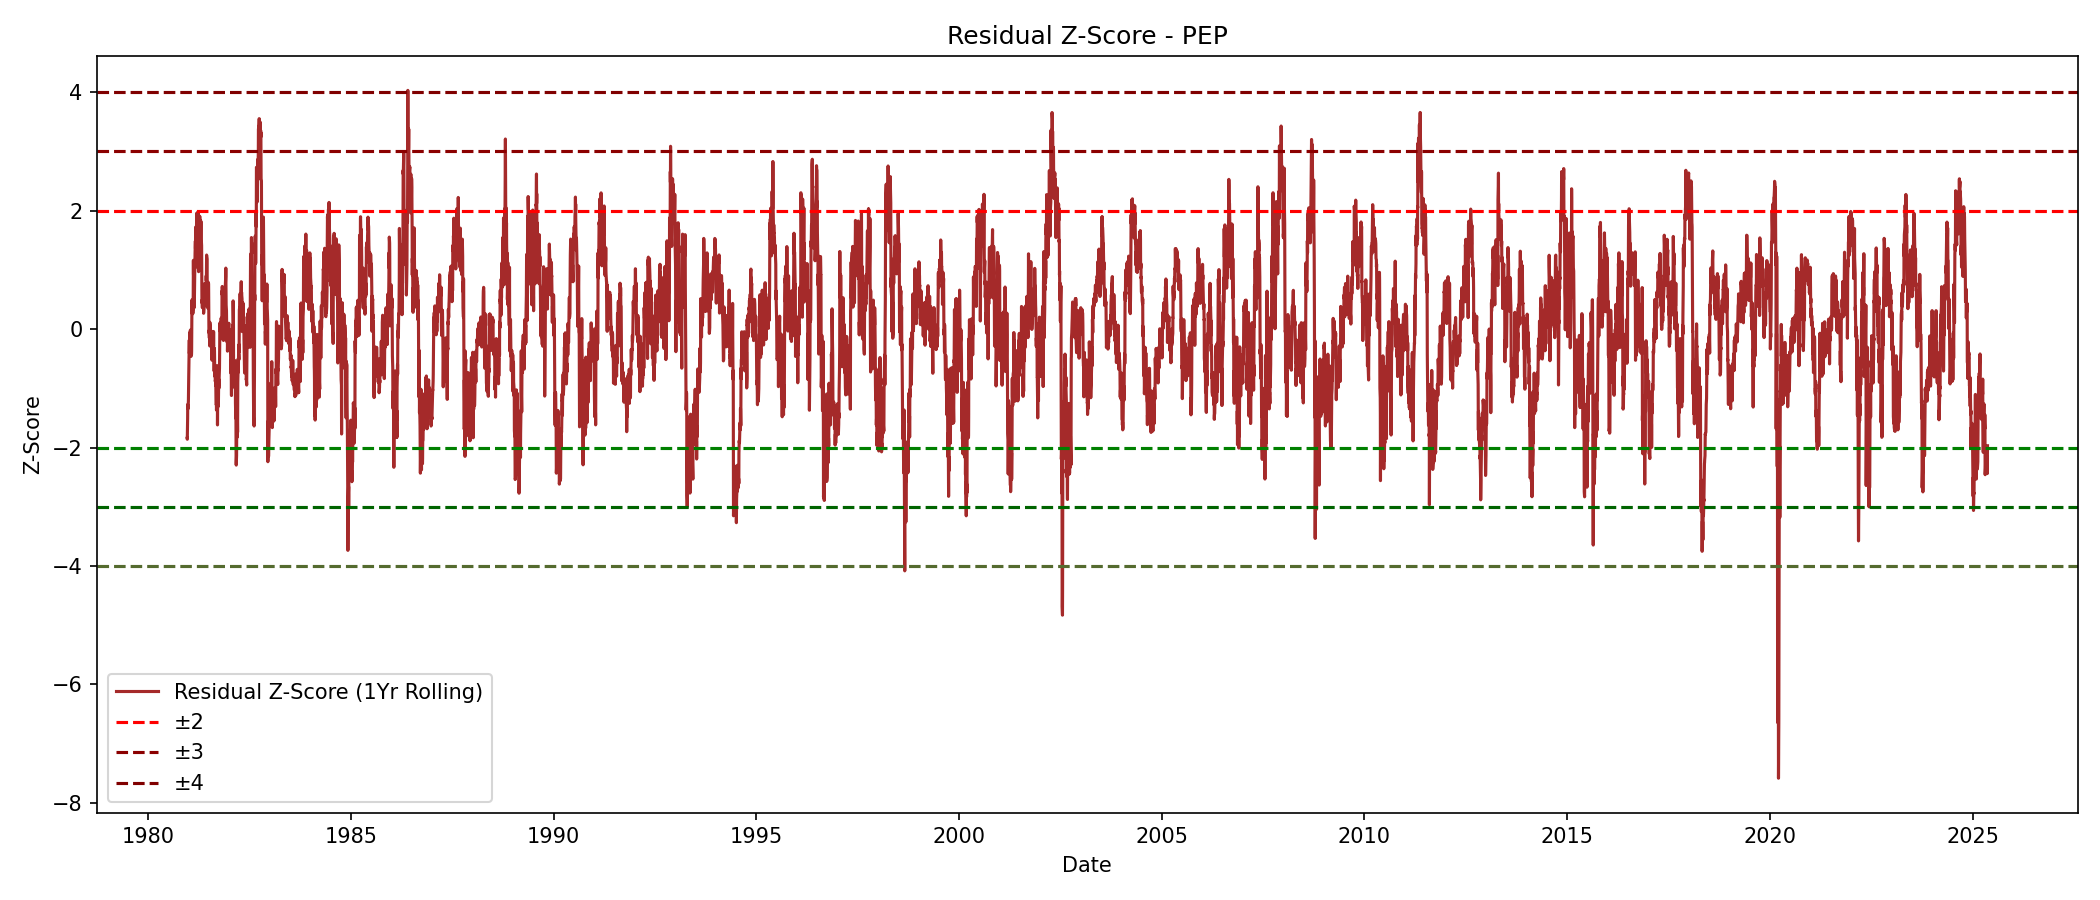 Residual Z-Score - PEP
4
2
0
−2
−4
−6
−8
Z-Score
Residual Z-Score (1Yr Rolling)
±2
±3
±4
1980 1985 1990 1995 2000 2005 2010 2015 2020 2025
Date